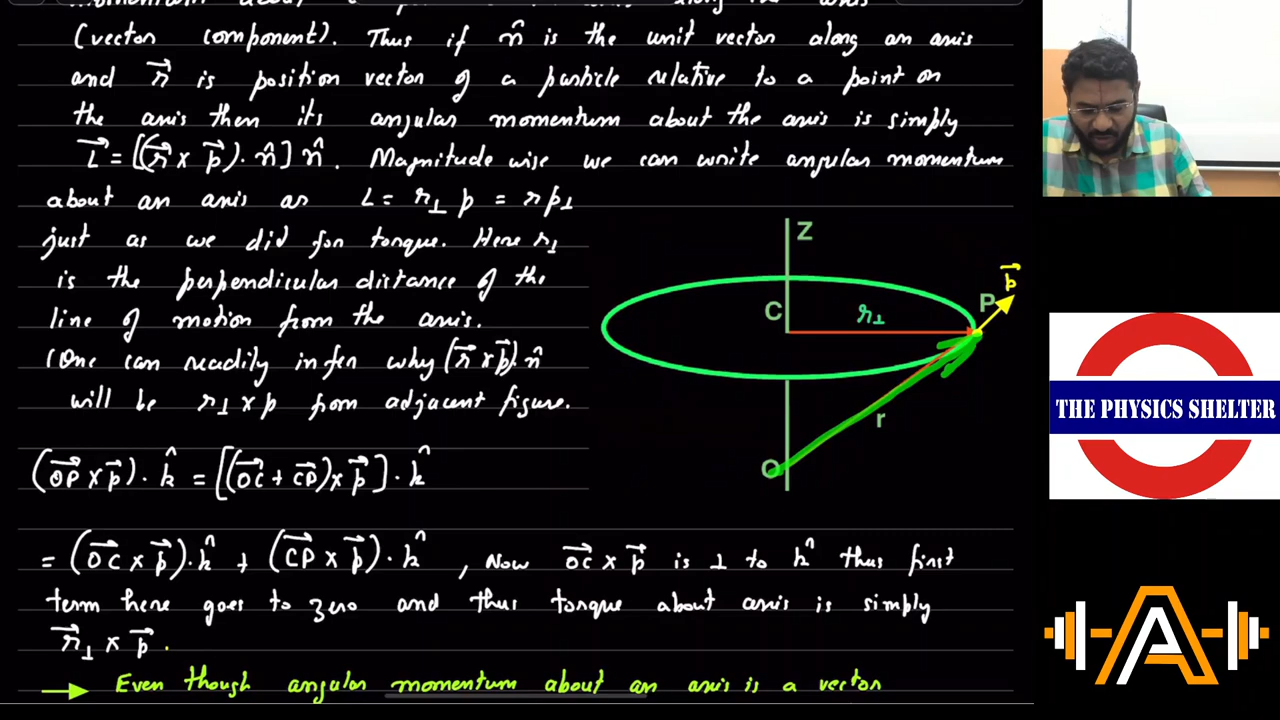 (vector component). Thus if n̂ is the unit vector along an axis
and r⃗ is position vector of a particle relative to a point on
the axis then its angular momentum about the axis is simply
L⃗ = [(r⃗ × p⃗)·n̂] n̂. Magnitude wise we can write angular momentum
about an axis as L = r⊥ p = r p⊥
just as we did for torque. Here r⊥
is the perpendicular distance of the
line of motion from the axis.
(One can readily infer why (r⃗ × p⃗)·n̂
will be r⊥ × p from adjacent figure.
Z
C
r⊥
P
p⃗
r
O
(OP⃗ × p⃗)·k̂ = [(OC⃗ + CP⃗) × p⃗]·k̂
= (OC⃗ × p⃗)·k̂ + (CP⃗ × p⃗)·k̂ , Now OC⃗ × p⃗ is ⊥ to k̂ thus first
term here goes to zero and thus torque about axis is simply
r⃗⊥ × p⃗.
→ Even though angular momentum about an axis is a vector
THE PHYSICS SHELTER